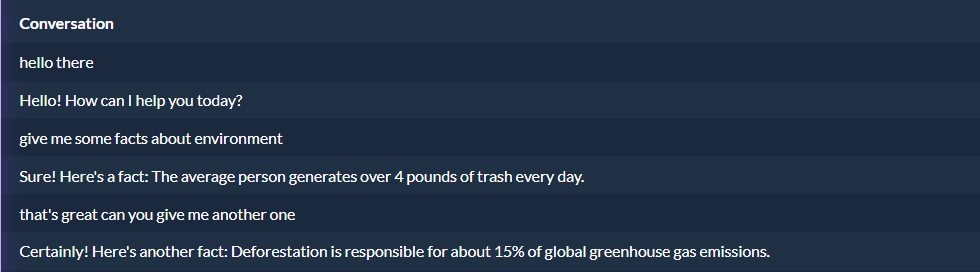 Conversation
hello there
Hello! How can I help you today?
give me some facts about environment
Sure! Here's a fact: The average person generates over 4 pounds of trash every day.
that's great can you give me another one
Certainly! Here's another fact: Deforestation is responsible for about 15% of global greenhouse gas emissions.